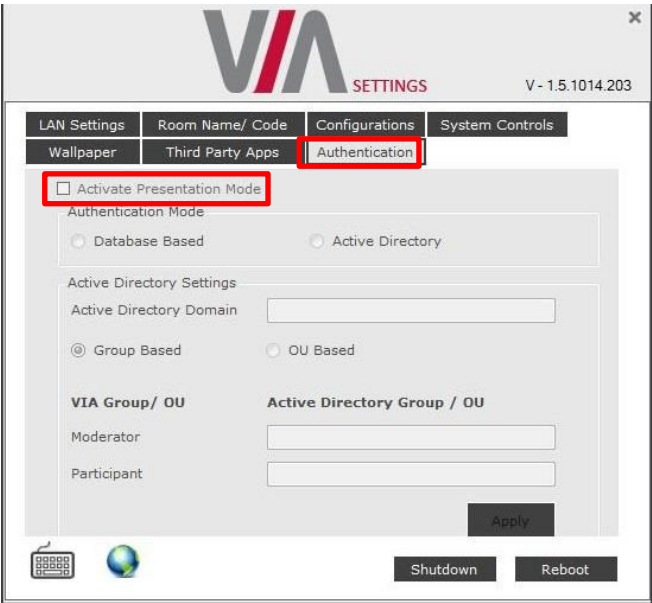 VIA
SETTINGS
V - 1.5.1014.203
LAN Settings Room Name/ Code Configurations System Controls
Wallpaper Third Party Apps Authentication
Activate Presentation Mode
Authentication Mode
Database Based Active Directory
Active Directory Settings
Active Directory Domain
Group Based OU Based
VIA Group/ OU Active Directory Group / OU
Moderator
Participant
Apply
Shutdown Reboot